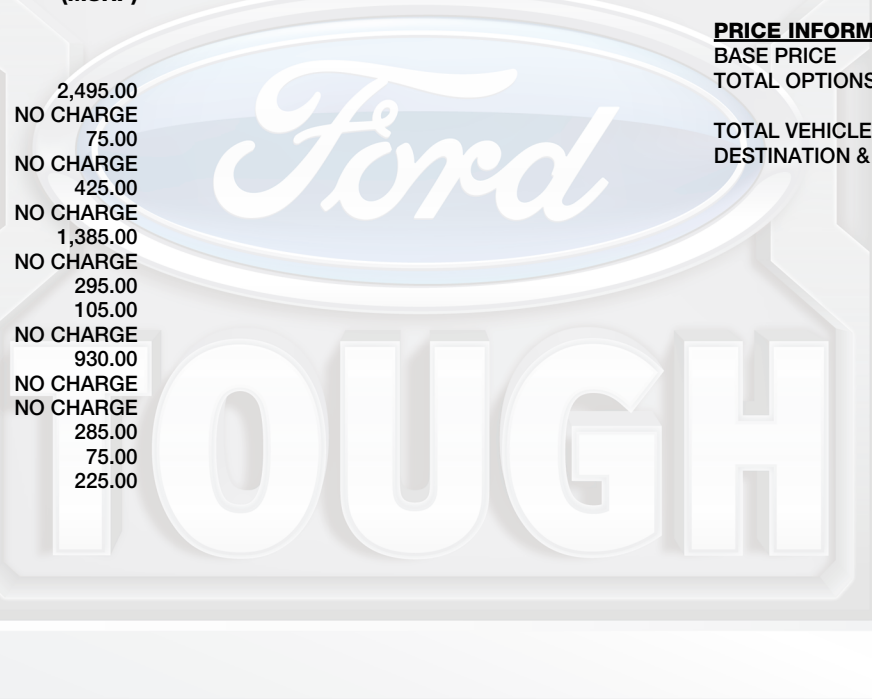 2,495.00
NO CHARGE
75.00
NO CHARGE
425.00
NO CHARGE
1,385.00
NO CHARGE
295.00
105.00
NO CHARGE
930.00
NO CHARGE
NO CHARGE
285.00
75.00
225.00
PRICE INFORM
BASE PRICE
TOTAL OPTIONS
TOTAL VEHICLE
DESTINATION &
Ford
TOUGH